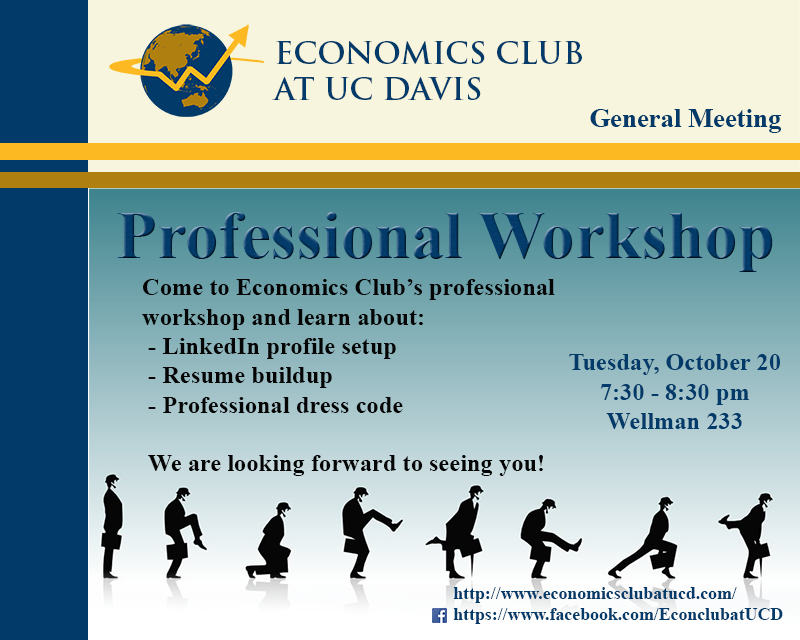 ECONOMICS CLUB
AT UC DAVIS
General Meeting
Professional Workshop
Come to Economics Club’s professional
workshop and learn about:
- LinkedIn profile setup
- Resume buildup
- Professional dress code
Tuesday, October 20
7:30 - 8:30 pm
Wellman 233
We are looking forward to seeing you!
http://www.economicsclubatucd.com/
https://www.facebook.com/EconclubatUCD